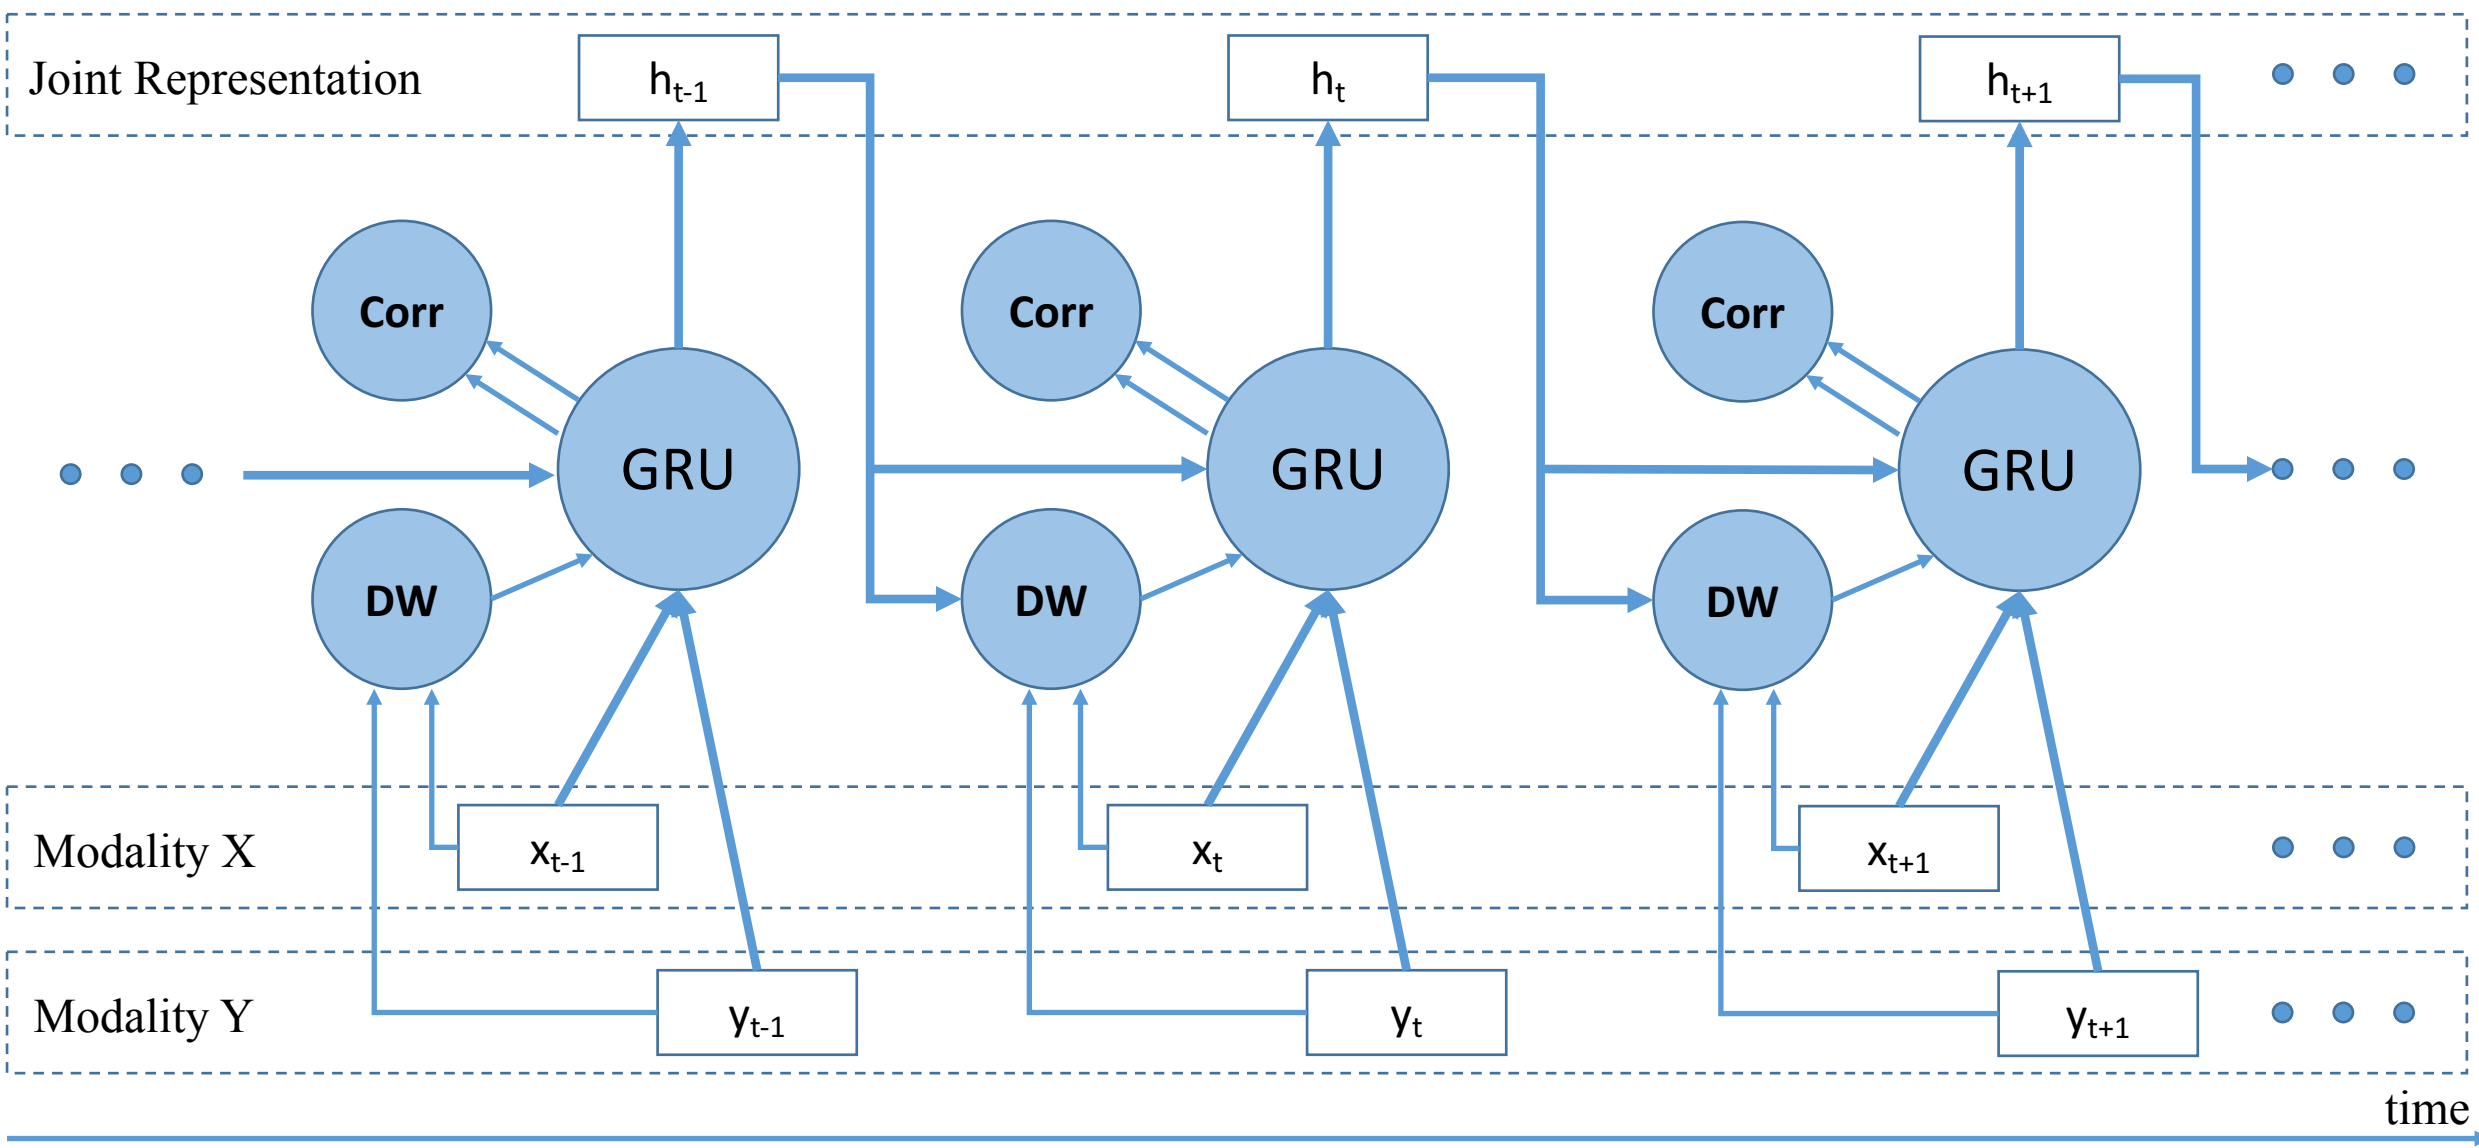 Joint Representation
h_{t-1}
h_t
h_{t+1}
Corr
Corr
Corr
GRU
GRU
GRU
DW
DW
DW
Modality X
x_{t-1}
x_t
x_{t+1}
Modality Y
y_{t-1}
y_t
y_{t+1}
time